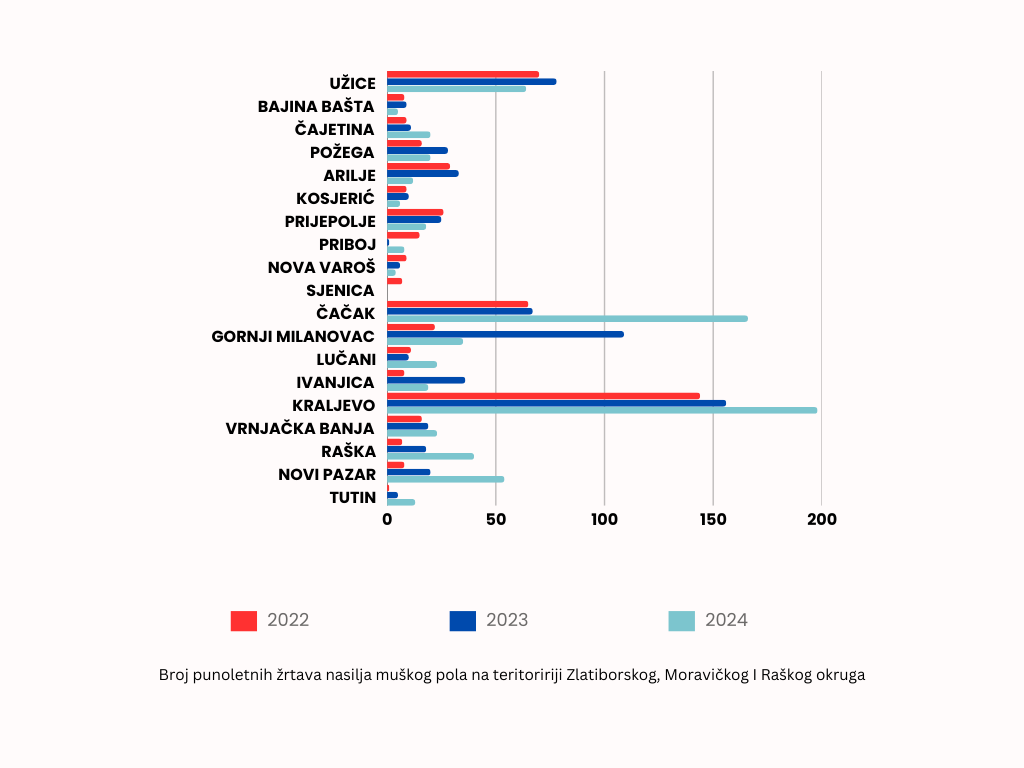 UŽICE
BAJINA BAŠTA
ČAJETINA
POŽEGA
ARILJE
KOSJERIĆ
PRIJEPOLJE
PRIBOJ
NOVA VAROŠ
SJENICA
ČAČAK
GORNJI MILANOVAC
LUČANI
IVANJICA
KRALJEVO
VRNJAČKA BANJA
RAŠKA
NOVI PAZAR
TUTIN
0 50 100 150 200
2022 2023 2024
Broj punoletnih žrtava nasilja muškog pola na teritoririji Zlatiborskog, Moravičkog I Raškog okruga